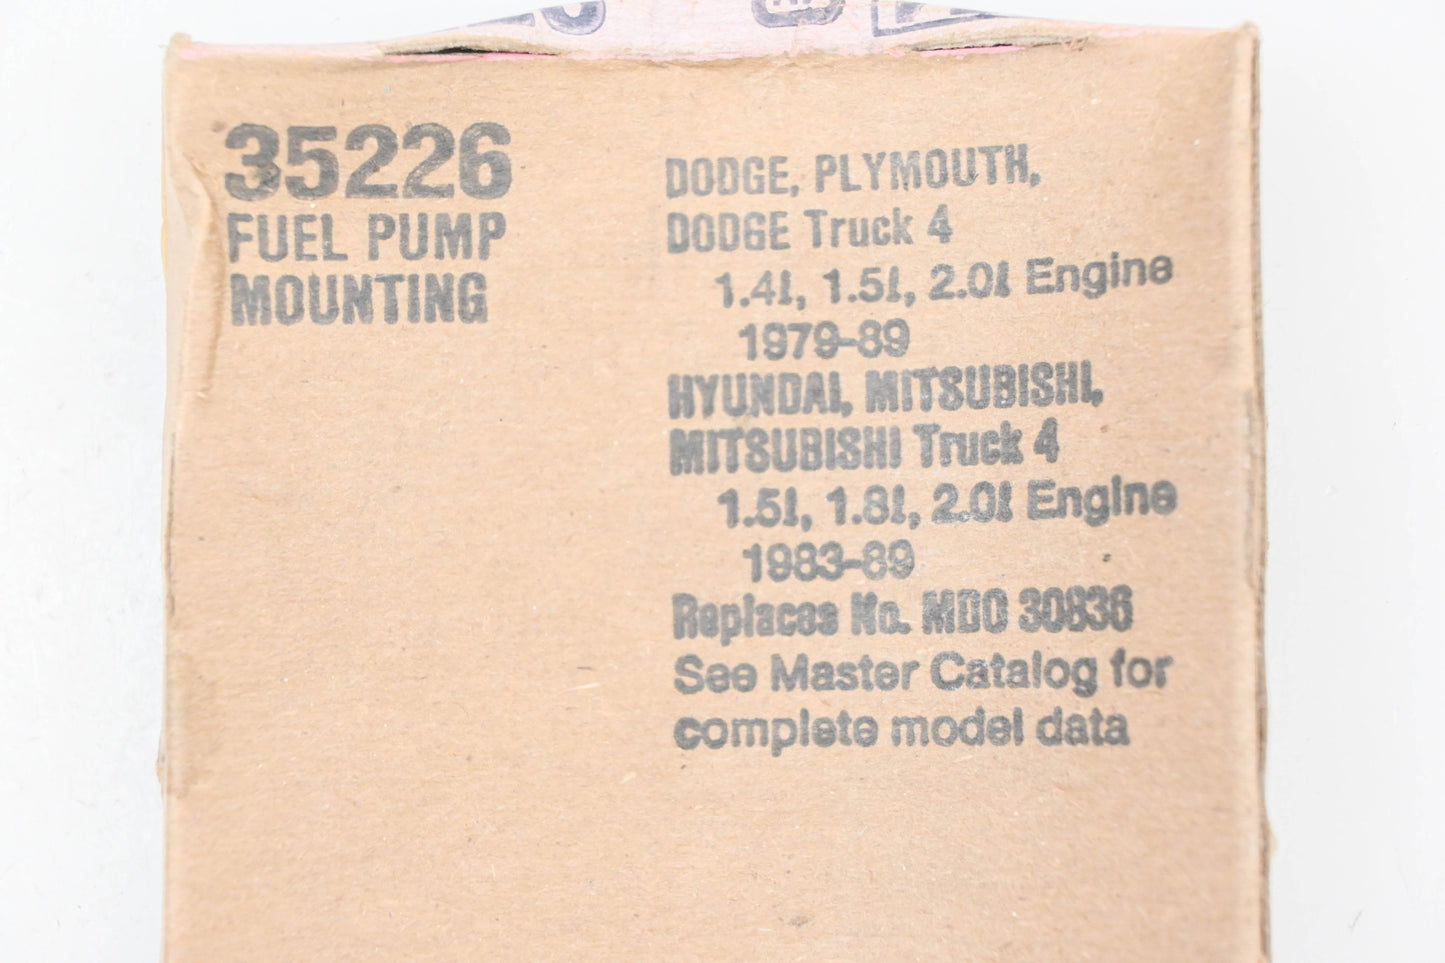 35226
FUEL PUMP
MOUNTING
DODGE, PLYMOUTH,
DODGE Truck 4
1.4l, 1.5l, 2.0l Engine
1979-89
HYUNDAI, MITSUBISHI,
MITSUBISHI Truck 4
1.5l, 1.8l, 2.0l Engine
1983-89
Replaces No. MDO 30836
See Master Catalog for
complete model data